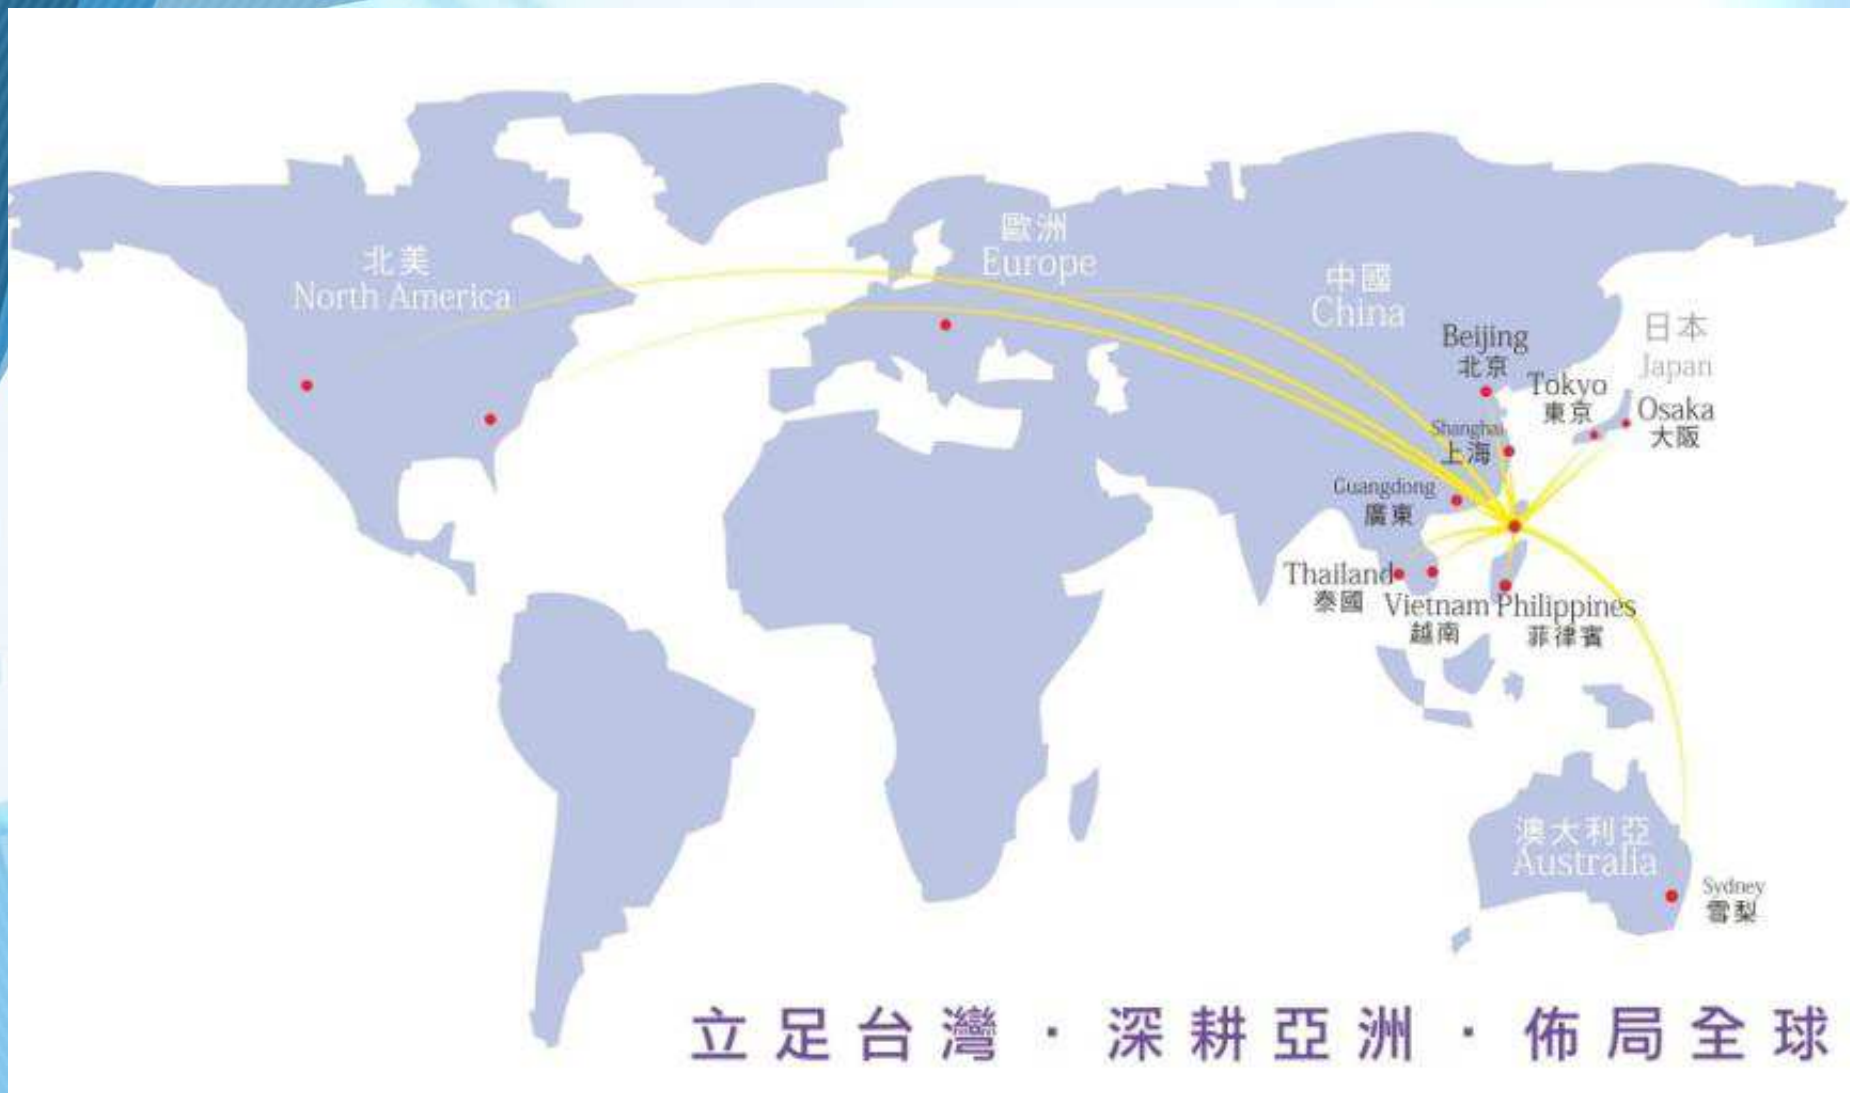 北美
North America
歐洲
Europe
中國
China
日本
Japan
Beijing
北京
Tokyo
東京
Osaka
大阪
Shanghai
上海
Guangdong
廣東
Thailand
泰國
Vietnam
越南
Philippines
菲律賓
澳大利亞
Australia
Sydney
雪梨
立足台灣・深耕亞洲・佈局全球